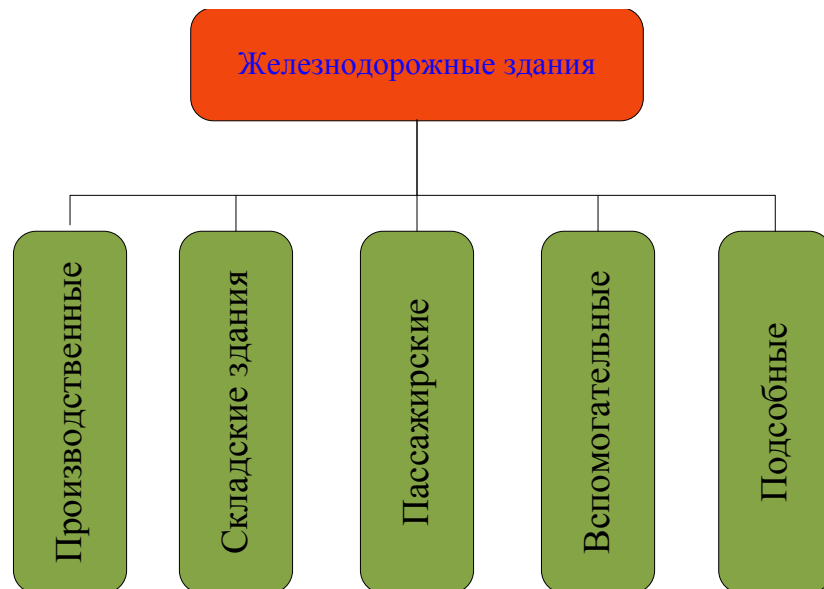 Железнодорожные здания
Производственные
Складские здания
Пассажирские
Вспомогательные
Подсобные